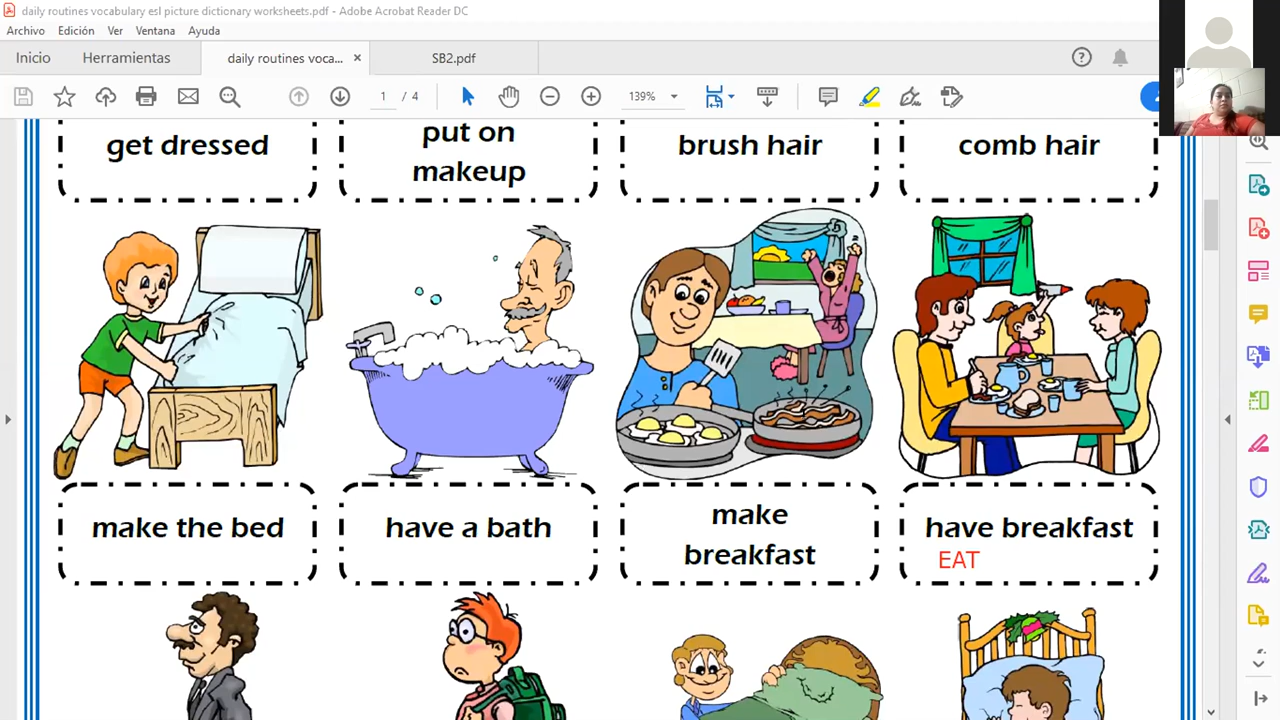 daily routines vocabulary esl picture dictionary worksheets.pdf - Adobe Acrobat Reader DC
Archivo Edición Ver Ventana Ayuda
Inicio Herramientas daily routines voca... × SB2.pdf
1 / 4 139%
get dressed
put on
makeup
brush hair
comb hair
make the bed
have a bath
make
breakfast
have breakfast
EAT